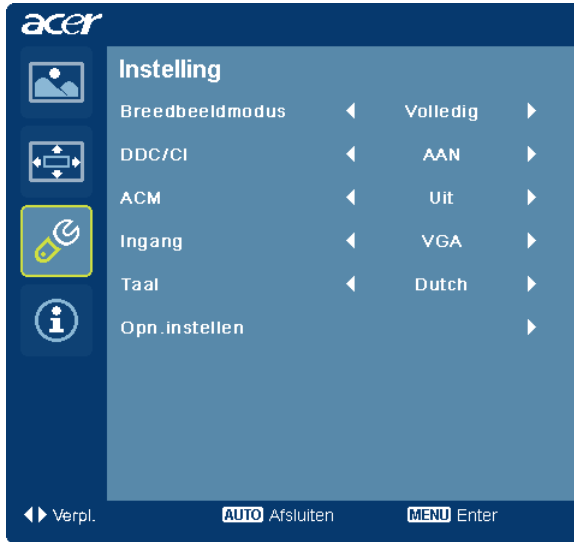 acer
Instelling
Breedbeeldmodus Volledig
DDC/CI AAN
ACM Uit
Ingang VGA
Taal Dutch
Opn.instellen
Verpl. AUTO Afsluiten MENU Enter